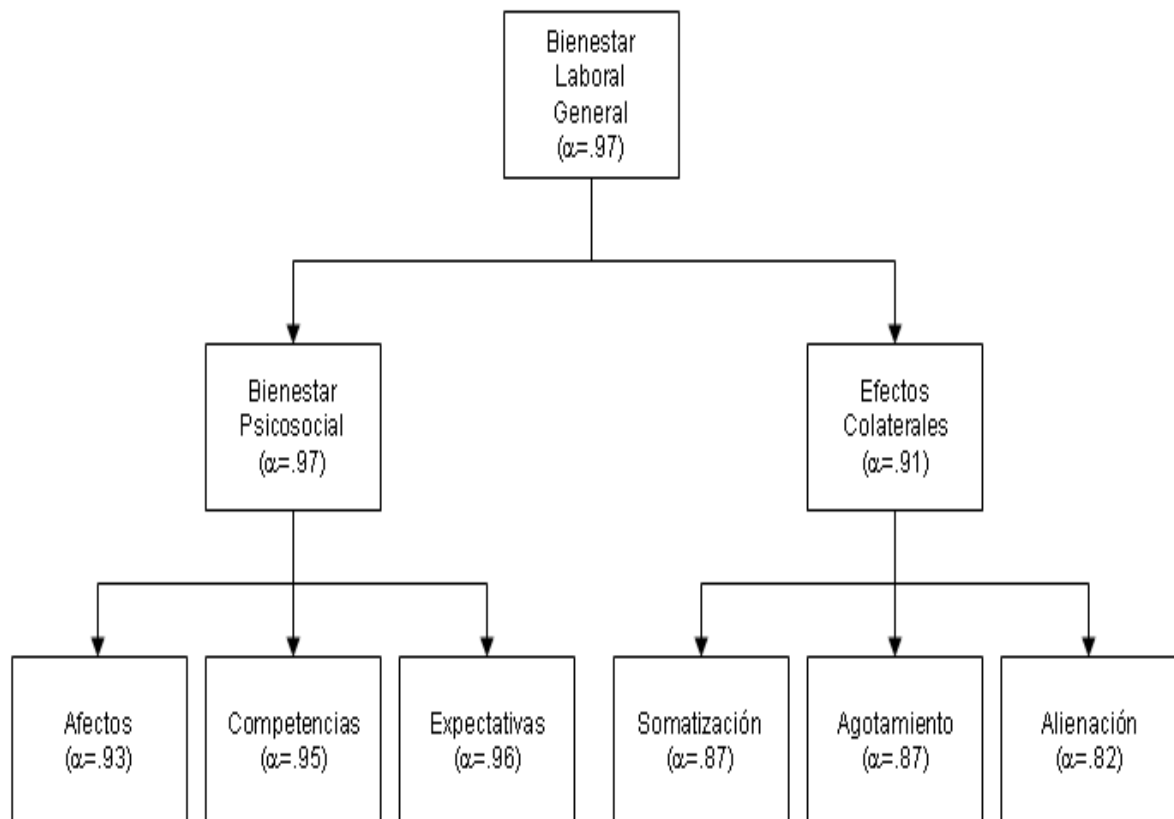 Bienestar
Laboral
General
(α=.97)
Bienestar
Psicosocial
(α=.97)
Efectos
Colaterales
(α=.91)
Afectos
(α=.93)
Competencias
(α=.95)
Expectativas
(α=.96)
Somatización
(α=.87)
Agotamiento
(α=.87)
Alienación
(α=.82)